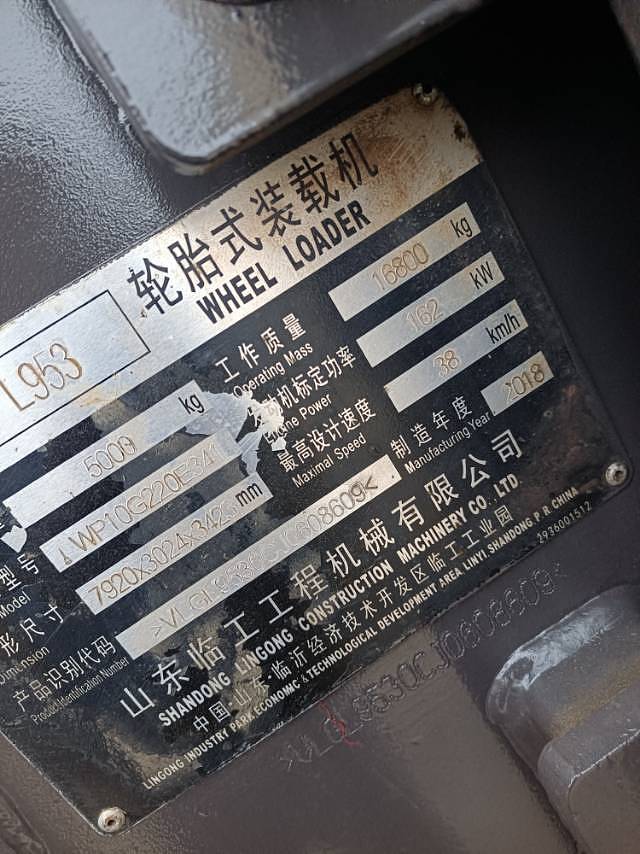 轮胎式装载机
WHEEL LOADER
L953
工作质量
Operating Mass
16800 kg
5000 kg
发动机标定功率
Engine Power
162 kW
型号
Model
WP10G220E341
最高设计速度
Maximal Speed
38 km/h
形尺寸
Dimension
7920x3024x3423 mm
制造年度
Manufacturing Year
2018
产品识别代码
Product Identification Number
>VLGL9530CJ0608609<
山东临工工程机械有限公司
SHANDONG LINGONG CONSTRUCTION MACHINERY CO., LTD.
中国山东·临沂经济技术开发区临工工业园
LINGONG INDUSTRY PARK ECONOMIC & TECHNOLOGICAL DEVELOPMENT AREA LINYI SHANDONG P.R. CHINA
2936001512
>VLGL9530CJ0608609<